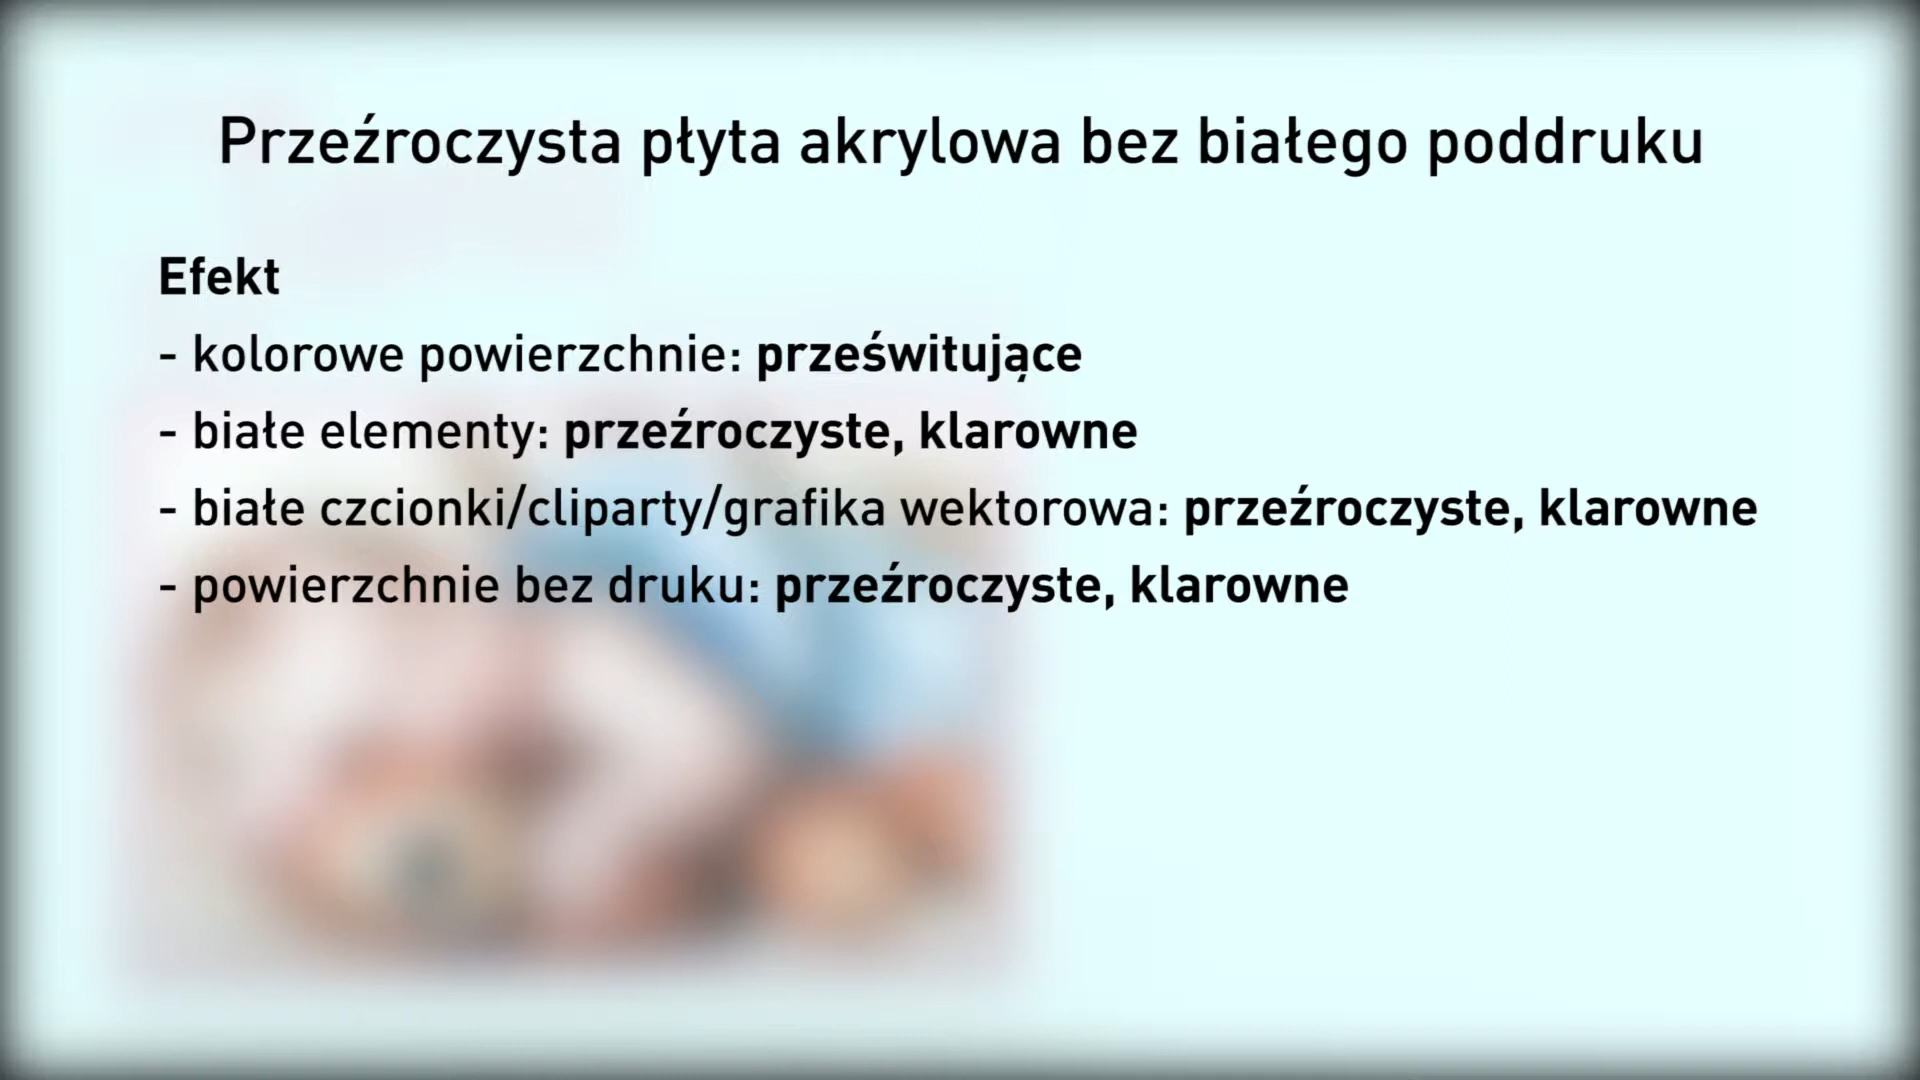 Przeźroczysta płyta akrylowa bez białego poddruku
Efekt
- kolorowe powierzchnie: prześwitujące
- białe elementy: przeźroczyste, klarowne
- białe czcionki/cliparty/grafika wektorowa: przeźroczyste, klarowne
- powierzchnie bez druku: przeźroczyste, klarowne